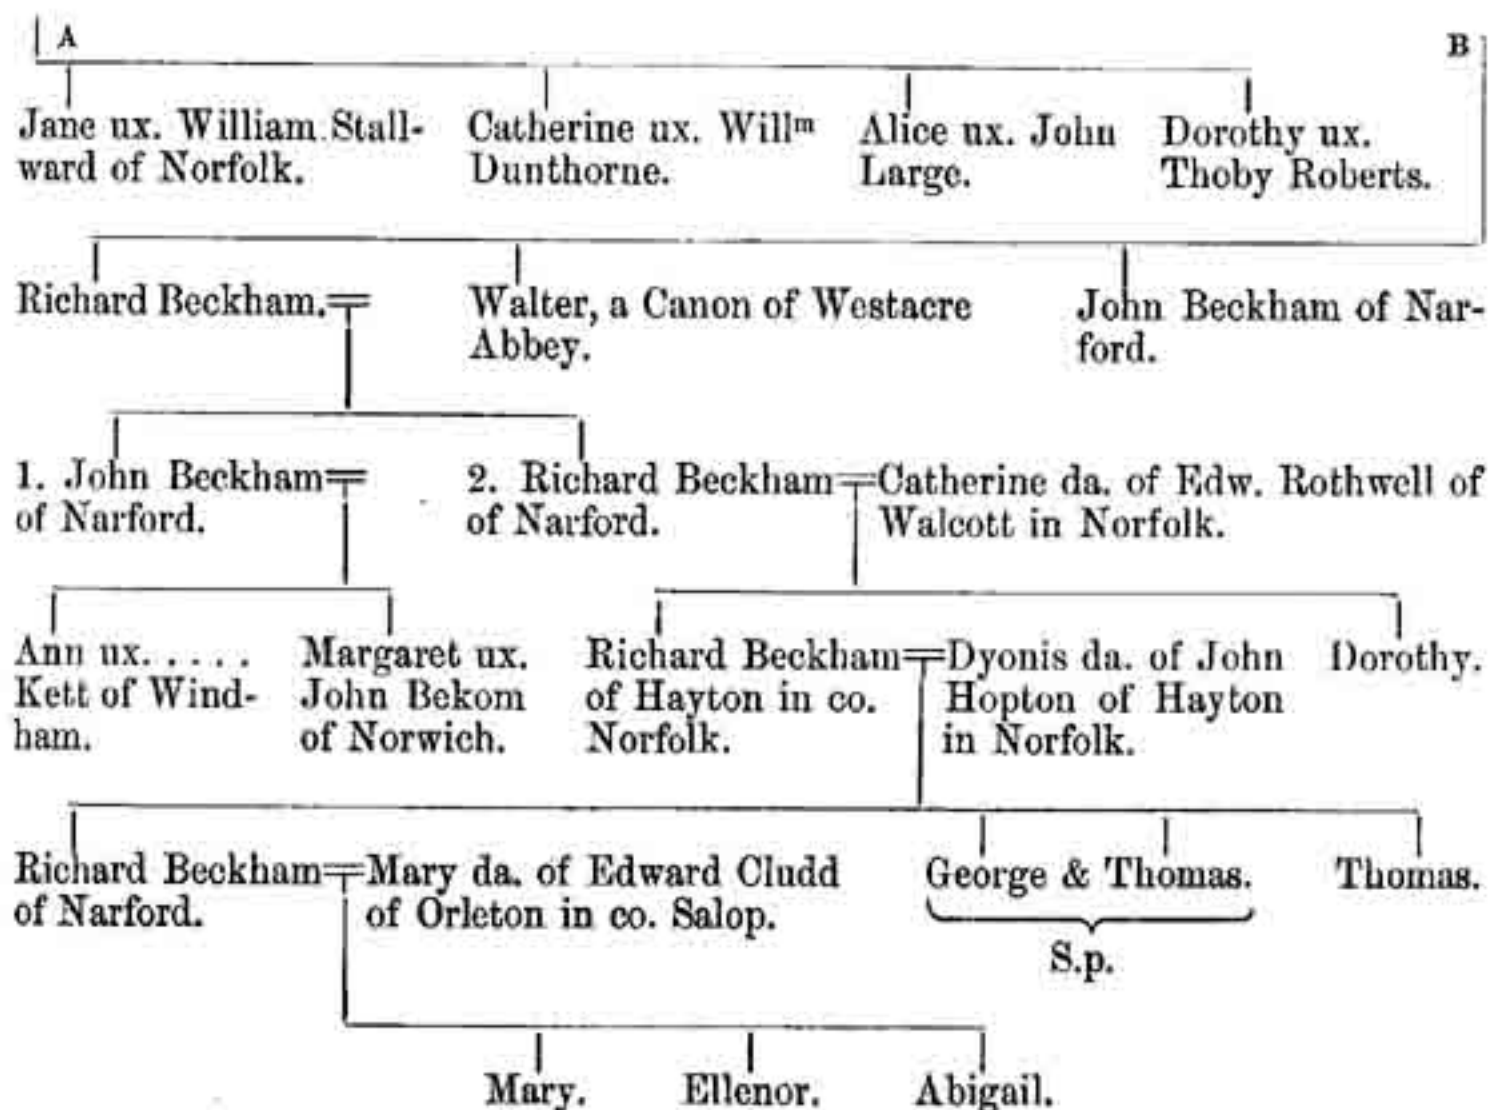 A
B
Jane ux. William Stall-
ward of Norfolk.
Catherine ux. Willᵐ
Dunthorne.
Alice ux. John
Large.
Dorothy ux.
Thoby Roberts.
Richard Beckham.
Walter, a Canon of Westacre
Abbey.
John Beckham of Nar-
ford.
1. John Beckham
of Narford.
2. Richard Beckham
of Narford.
Catherine da. of Edw. Rothwell of
Walcott in Norfolk.
Ann ux. . . . .
Kett of Wind-
ham.
Margaret ux.
John Bekom
of Norwich.
Richard Beckham
of Hayton in co.
Norfolk.
Dyonis da. of John
Hopton of Hayton
in Norfolk.
Dorothy.
Richard Beckham
of Narford.
Mary da. of Edward Cludd
of Orleton in co. Salop.
George & Thomas.
S.p.
Thomas.
Mary.
Ellenor.
Abigail.